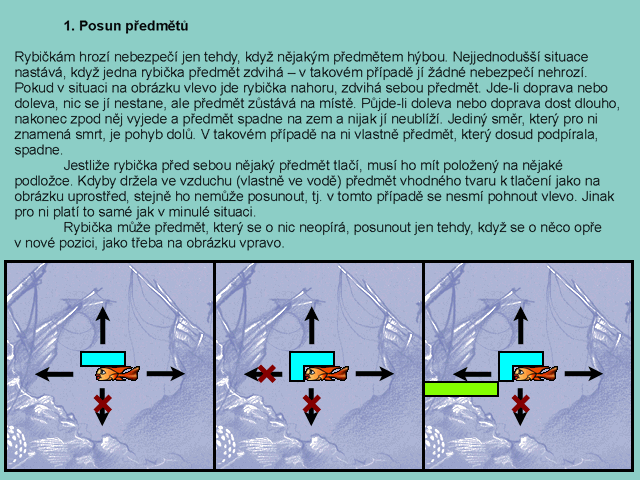 1. Posun předmětů
Rybičkám hrozí nebezpečí jen tehdy, když nějakým předmětem hýbou. Nejjednodušší situace
nastává, když jedna rybička předmět zdvihá – v takovém případě jí žádné nebezpečí nehrozí.
Pokud v situaci na obrázku vlevo jde rybička nahoru, zdvihá sebou předmět. Jde-li doprava nebo
doleva, nic se jí nestane, ale předmět zůstává na místě. Půjde-li doleva nebo doprava dost dlouho,
nakonec zpod něj vyjede a předmět spadne na zem a nijak jí neublíží. Jediný směr, který pro ni
znamená smrt, je pohyb dolů. V takovém případě na ni vlastně předmět, který dosud podpírala,
spadne.
Jestliže rybička před sebou nějaký předmět tlačí, musí ho mít položený na nějaké
podložce. Kdyby držela ve vzduchu (vlastně ve vodě) předmět vhodného tvaru k tlačení jako na
obrázku uprostřed, stejně ho nemůže posunout, tj. v tomto případě se nesmí pohnout vlevo. Jinak
pro ni platí to samé jak v minulé situaci.
Rybička může předmět, který se o nic neopírá, posunout jen tehdy, když se o něco opře
v nové pozici, jako třeba na obrázku vpravo.